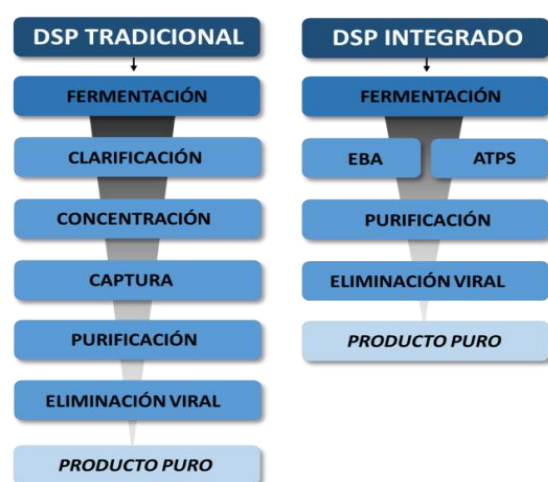 DSP TRADICIONAL
FERMENTACIÓN
CLARIFICACIÓN
CONCENTRACIÓN
CAPTURA
PURIFICACIÓN
ELIMINACIÓN VIRAL
PRODUCTO PURO
DSP INTEGRADO
FERMENTACIÓN
EBA
ATPS
PURIFICACIÓN
ELIMINACIÓN VIRAL
PRODUCTO PURO